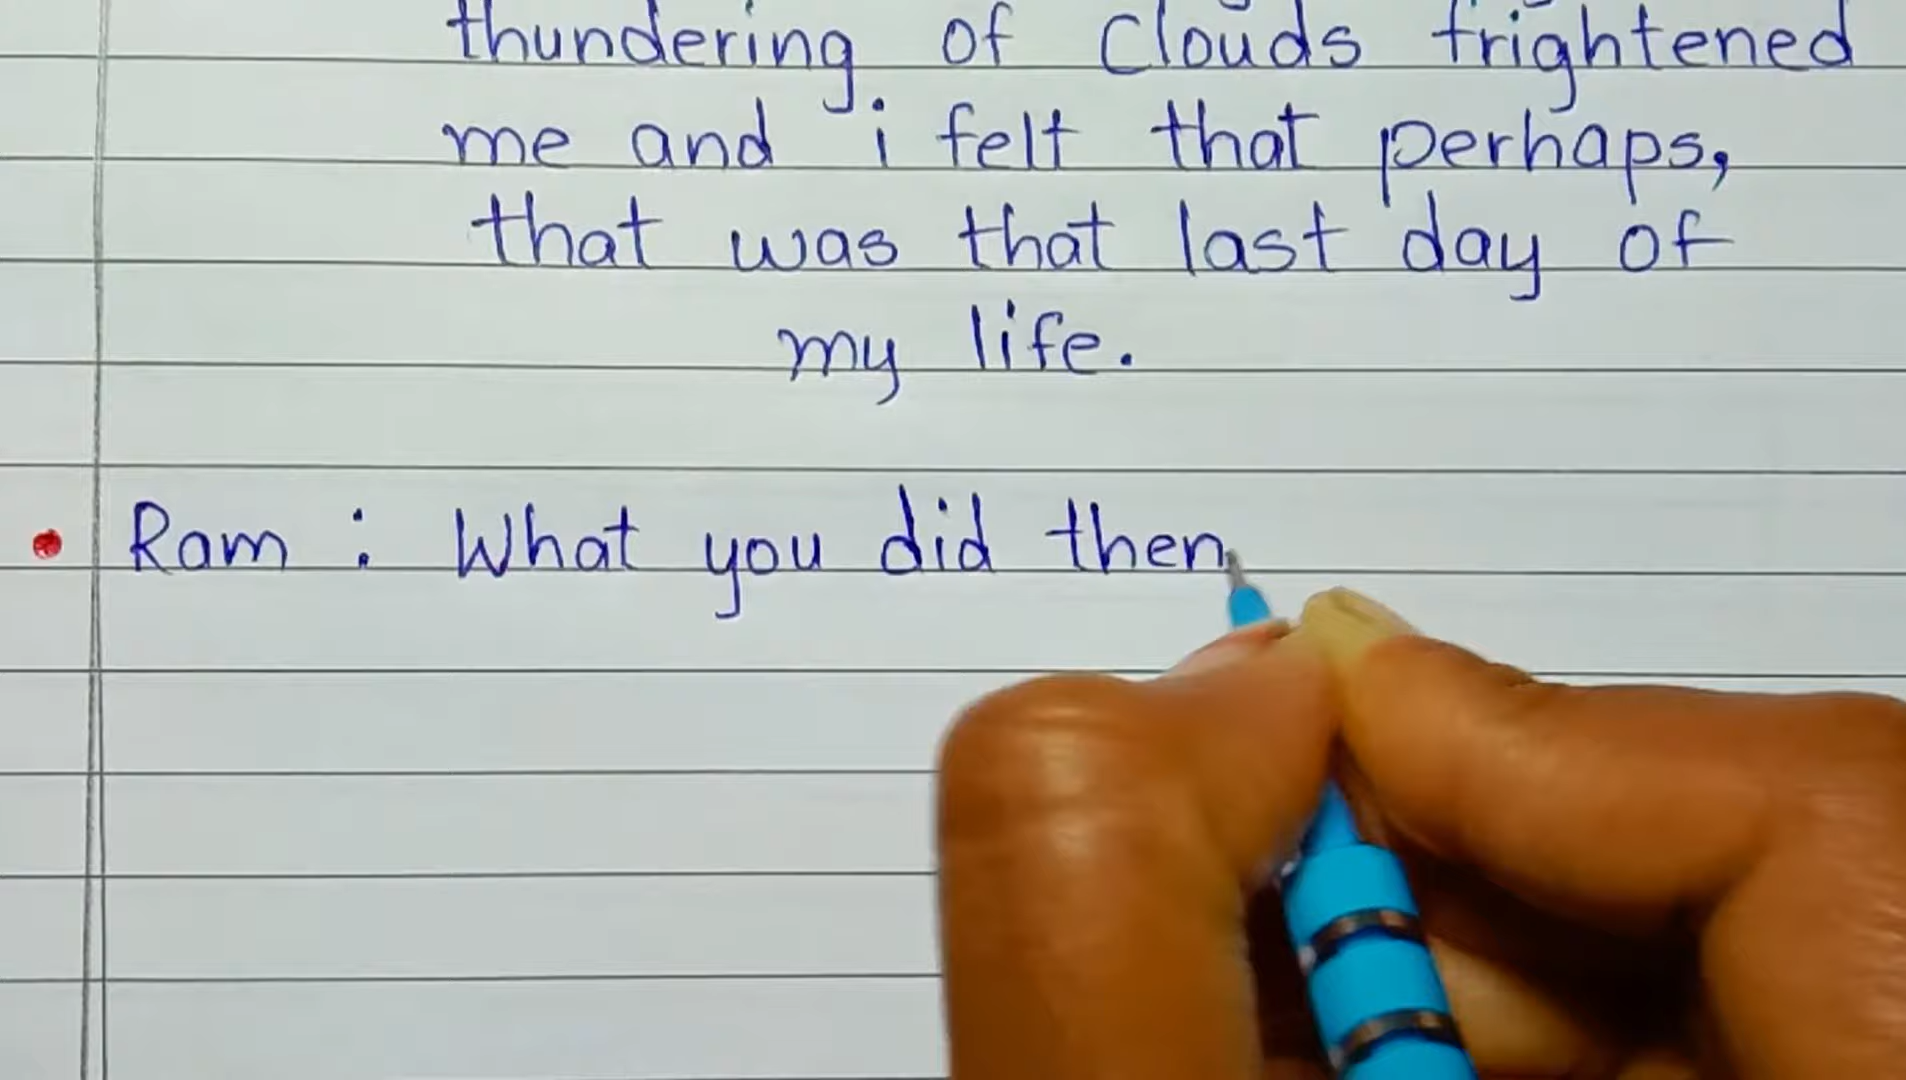 thundering of Clouds frightened
me and i felt that perhaps,
that was that last day of
my life.
Ram : What you did then